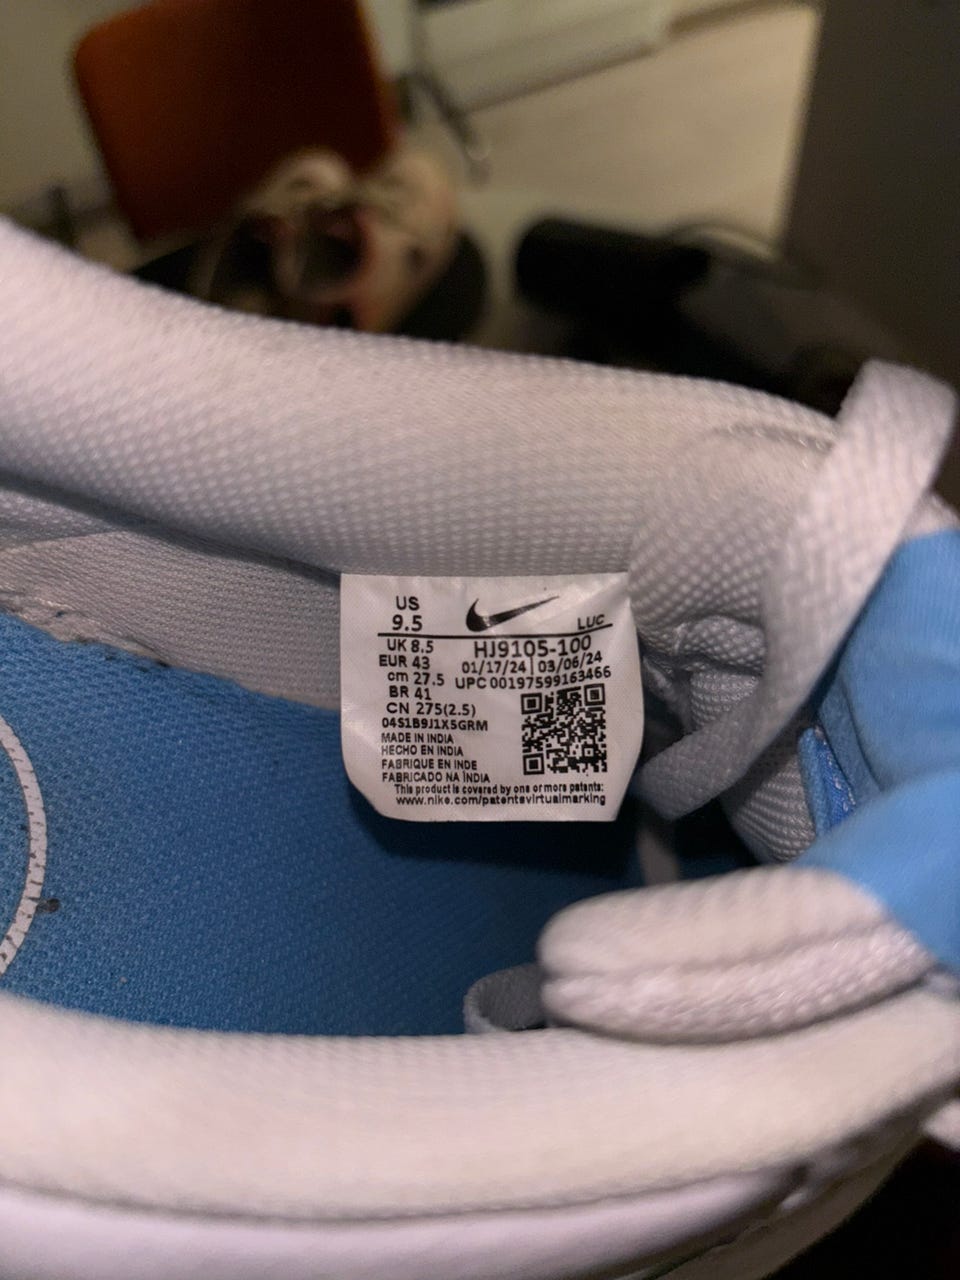 US
9.5
LUC
UK 8.5
EUR 43
cm 27.5
BR 41
CN 275(2.5)
04S1B9J1X5GRM
HJ9105-100
01/17/24 | 03/06/24
UPC 00197599163466
MADE IN INDIA
HECHO EN INDIA
FABRIQUE EN INDE
FABRICADO NA ÍNDIA
This product is covered by one or more patents:
www.nike.com/patentsvirtualmarking